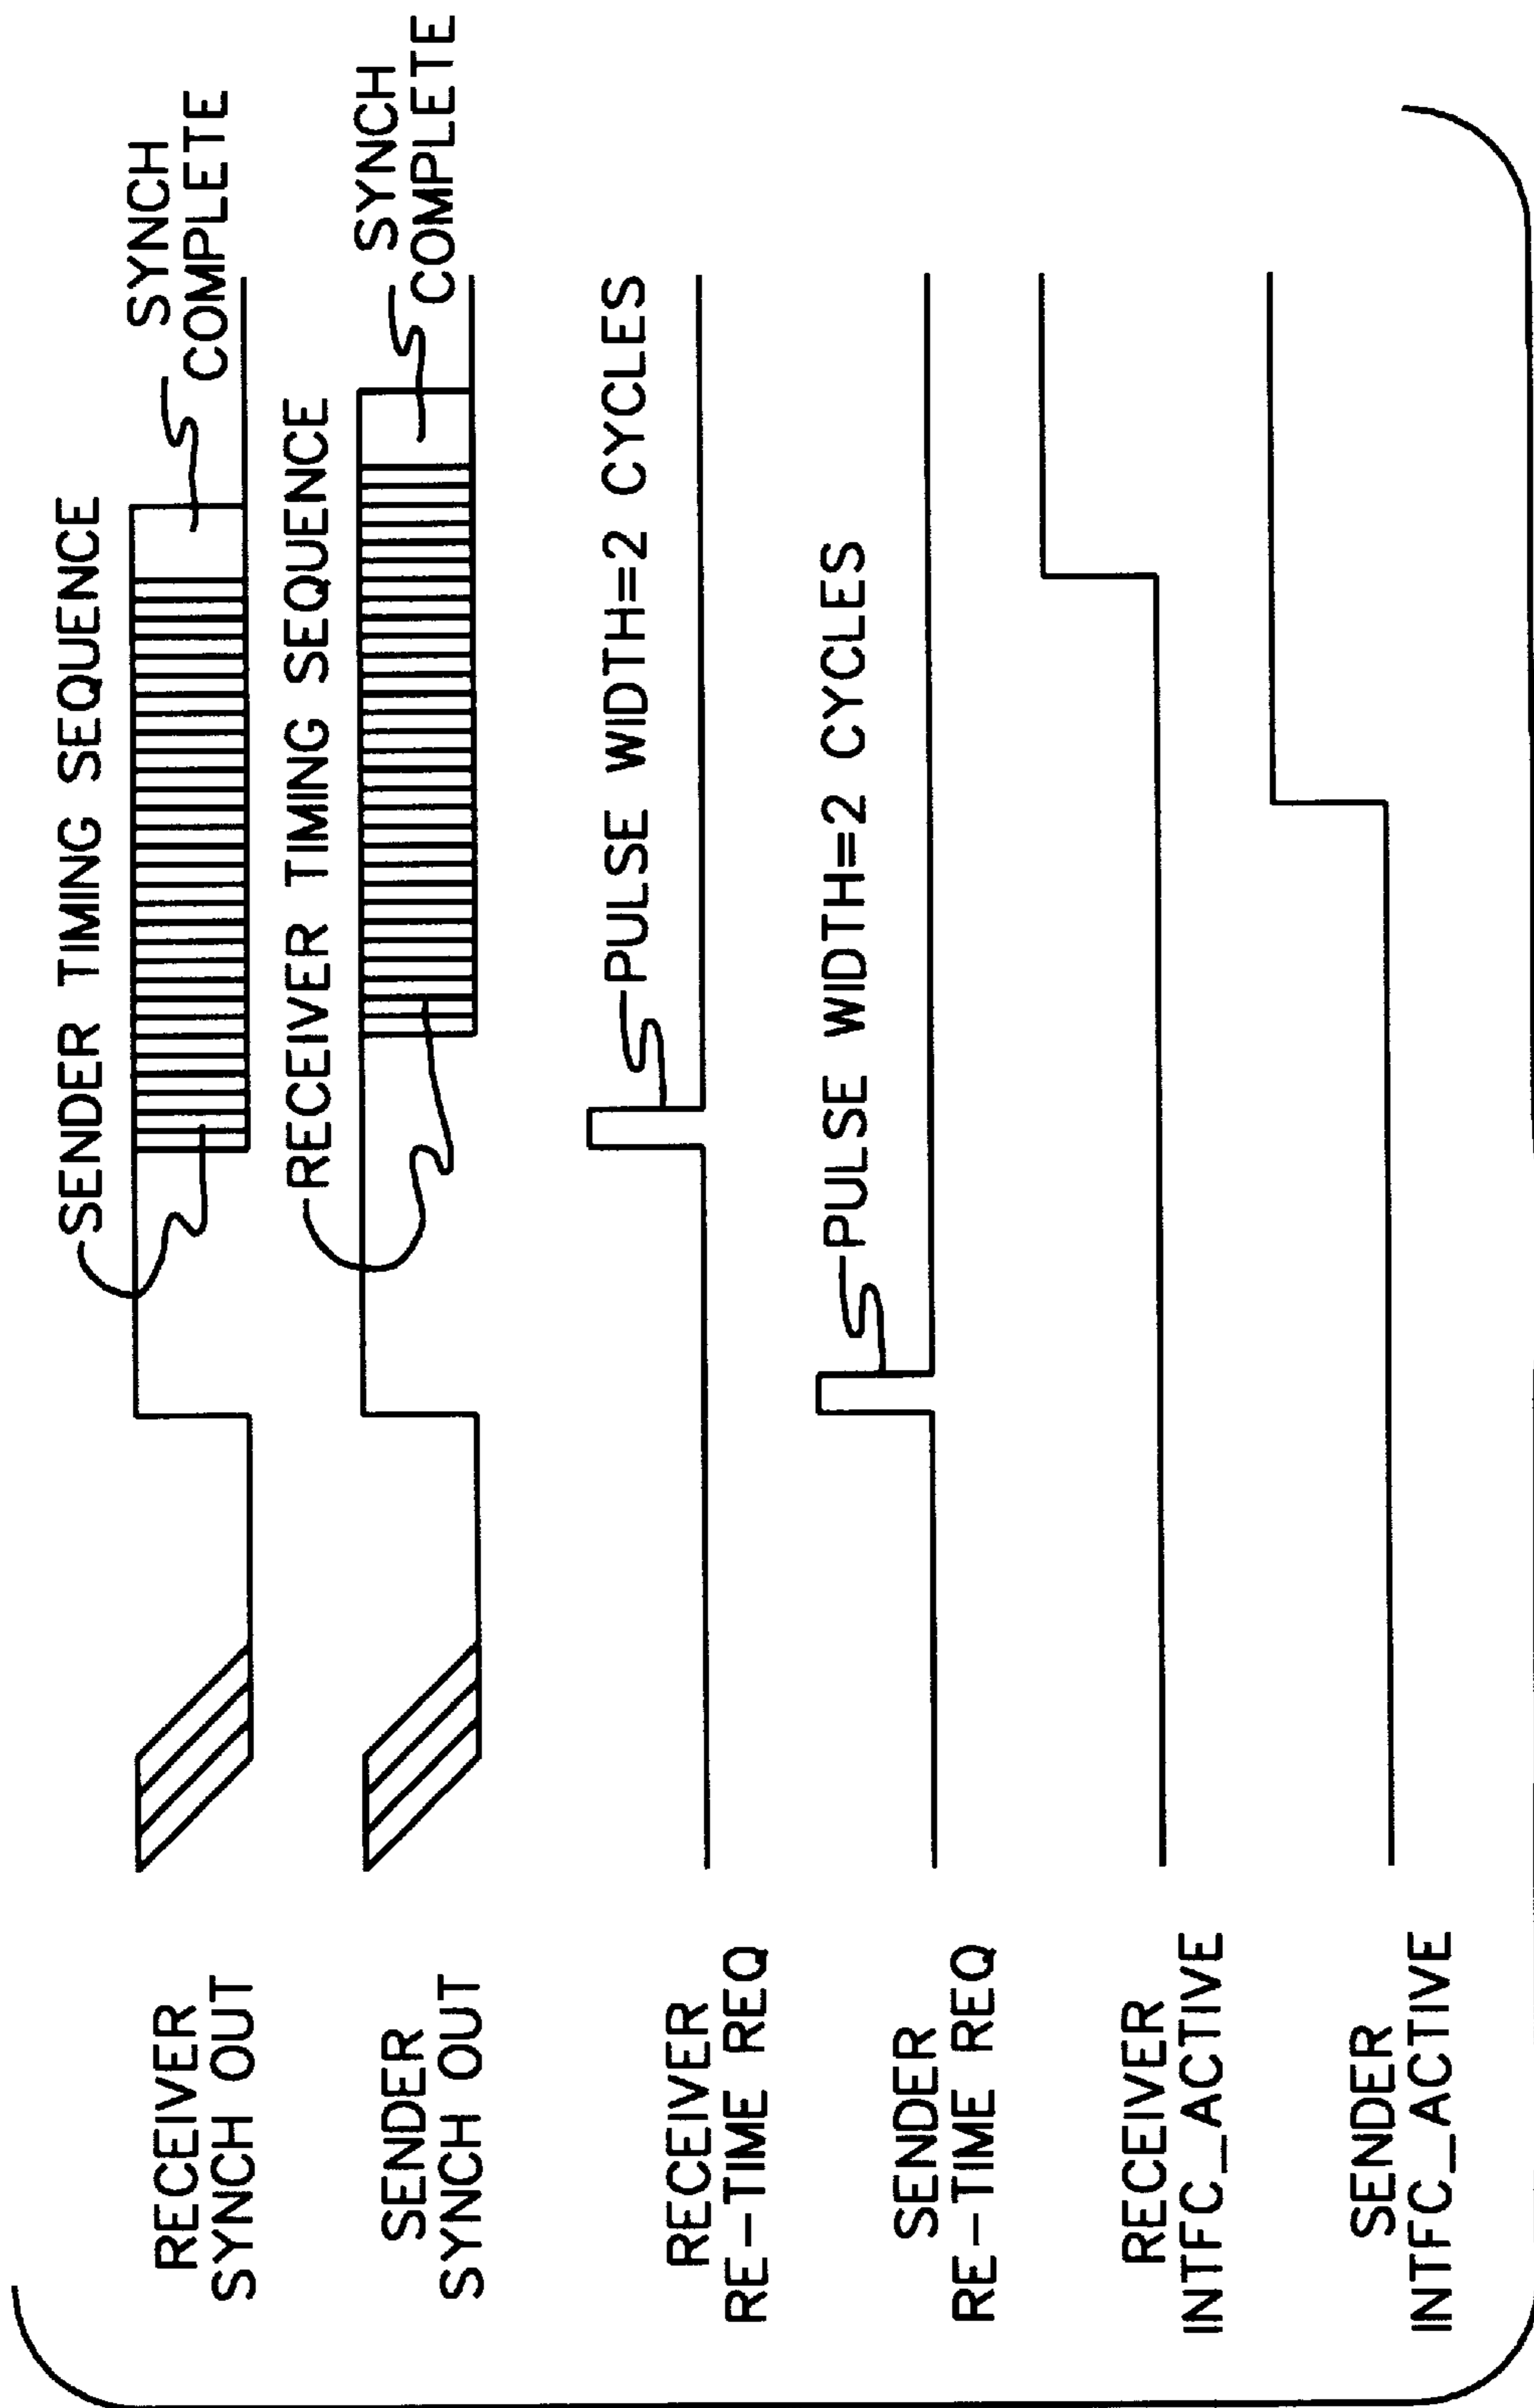 SENDER TIMING SEQUENCE
SYNCH
COMPLETE
RECEIVER
SYNCH OUT
RECEIVER TIMING SEQUENCE
SYNCH
COMPLETE
SENDER
SYNCH OUT
PULSE WIDTH=2 CYCLES
RECEIVER
RE-TIME REQ
PULSE WIDTH=2 CYCLES
SENDER
RE-TIME REQ
RECEIVER
INTFC_ACTIVE
SENDER
INTFC_ACTIVE